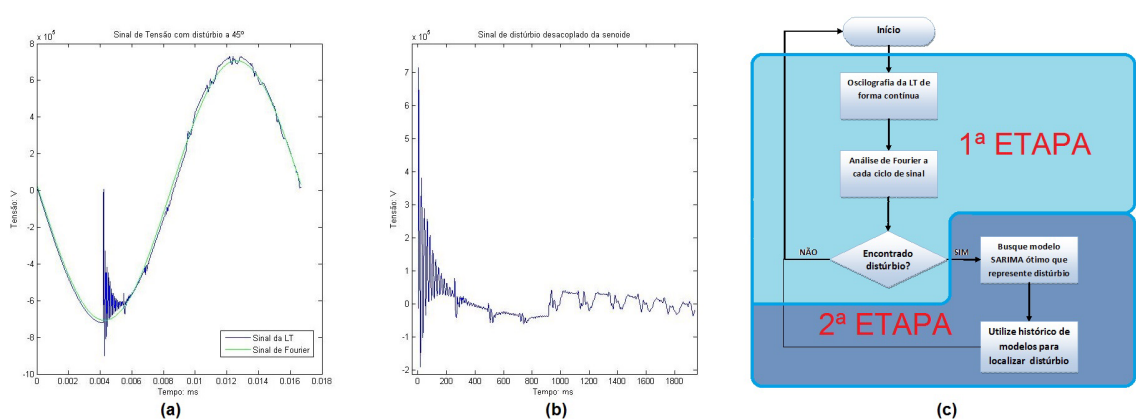 Sinal de Tensão com distúrbio a 45º
x 10⁵
8
6
4
2
0
-2
-4
-6
-8
-10
Tensão: V
0
0.002
0.004
0.006
0.008
0.01
0.012
0.014
0.016
0.018
Tempo: ms
Sinal da LT
Sinal de Fourier
(a)
Sinal de distúrbio desacoplado da senoide
x 10⁵
7
6
5
4
3
2
1
0
-1
-2
Tensão: V
0
200
400
600
800
1000
1200
1400
1600
1800
Tempo: ms
(b)
Início
Oscilografia da LT de
forma contínua
1ª ETAPA
Análise de Fourier a
cada ciclo de sinal
NÃO
Encontrado
distúrbio?
SIM
Busque modelo
SARIMA ótimo que
represente distúrbio
2ª ETAPA
Utilize histórico de
modelos para
localizar distúrbio
(c)